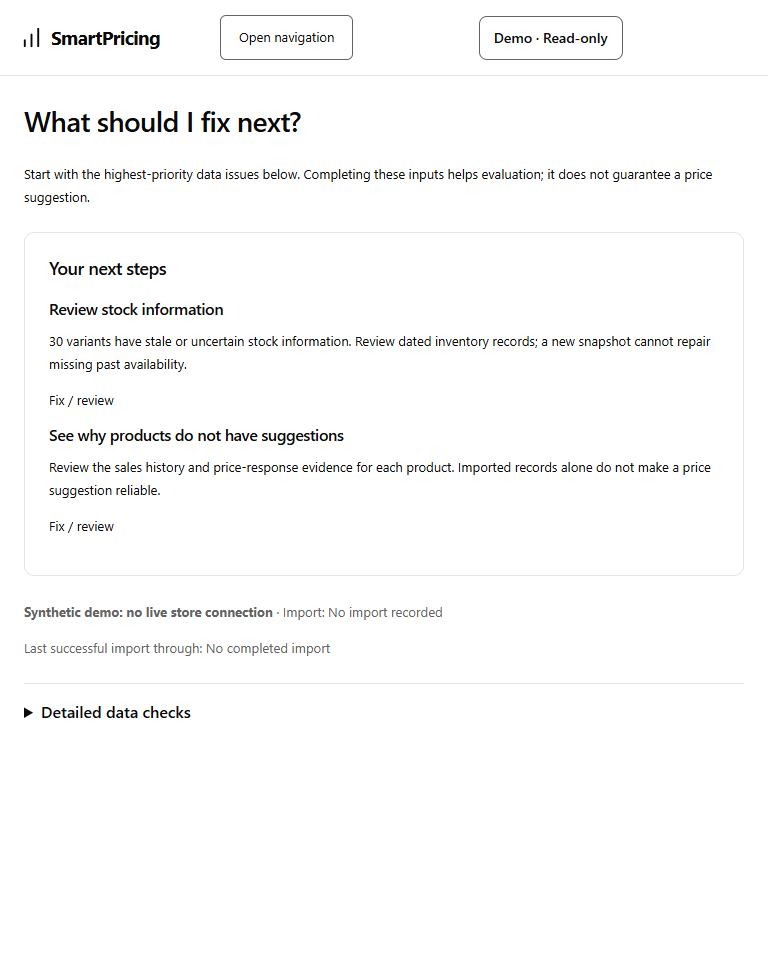 SmartPricing
Open navigation
Demo · Read-only
What should I fix next?
Start with the highest-priority data issues below. Completing these inputs helps evaluation; it does not guarantee a price
suggestion.
Your next steps
Review stock information
30 variants have stale or uncertain stock information. Review dated inventory records; a new snapshot cannot repair
missing past availability.
Fix / review
See why products do not have suggestions
Review the sales history and price-response evidence for each product. Imported records alone do not make a price
suggestion reliable.
Fix / review
Synthetic demo: no live store connection · Import: No import recorded
Last successful import through: No completed import
Detailed data checks